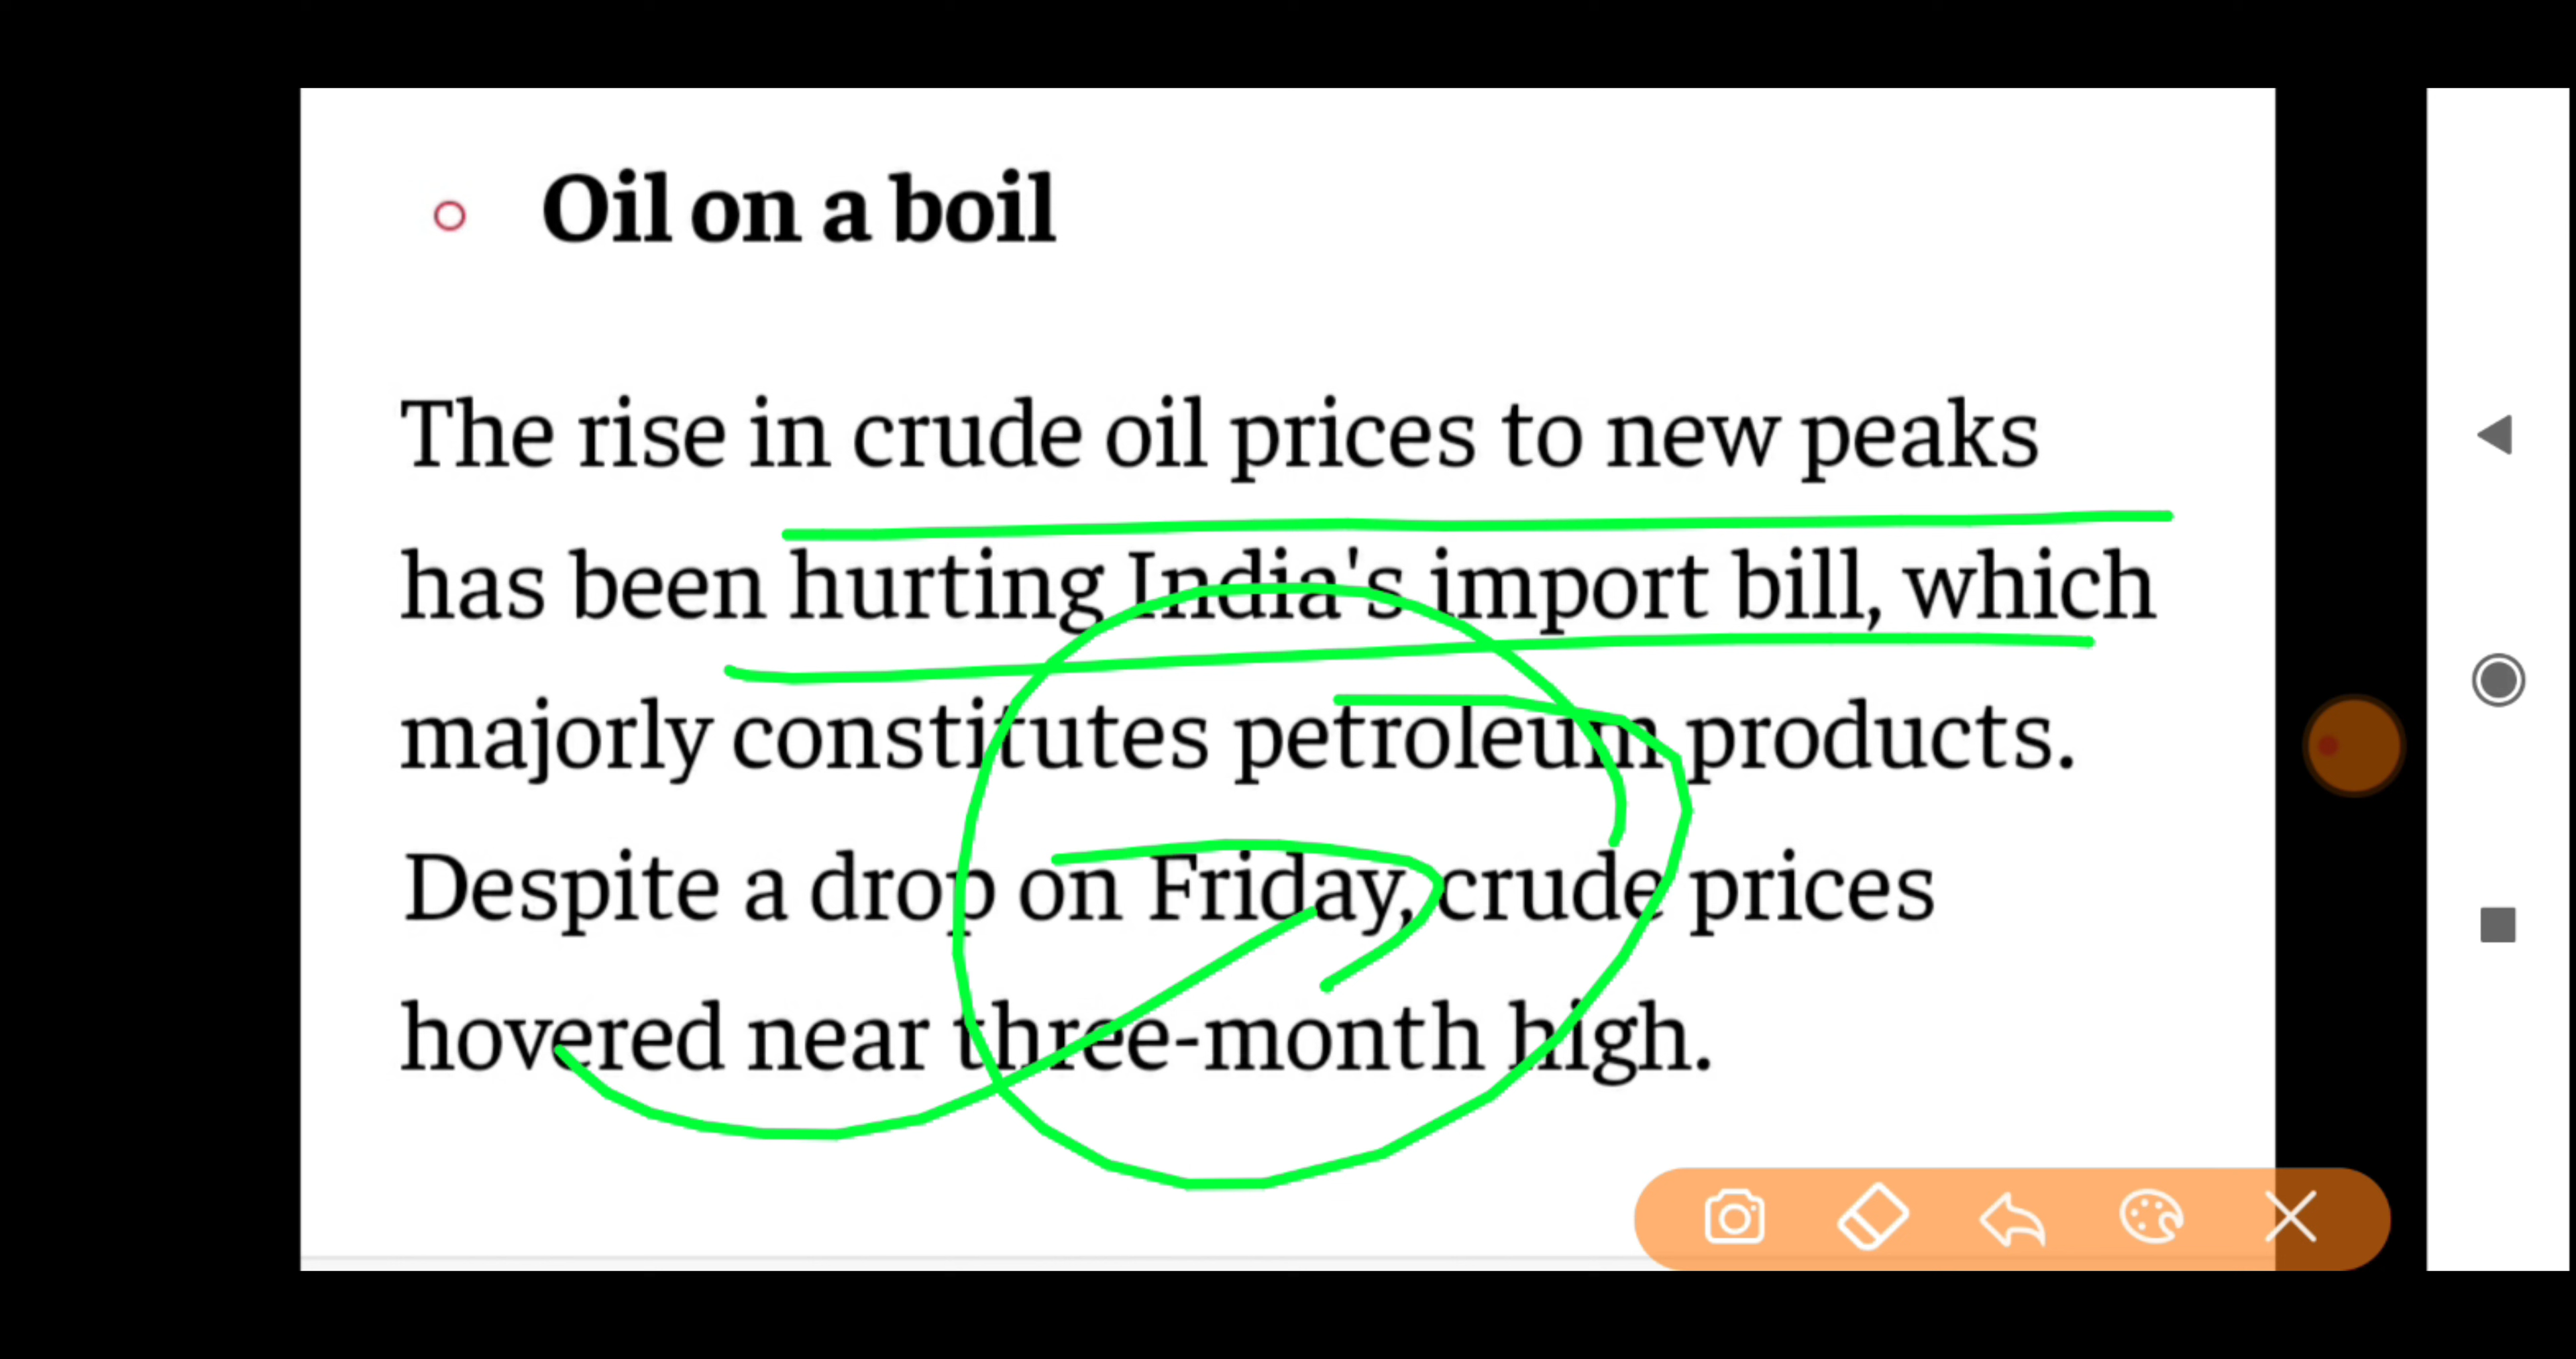 Oil on a boil
The rise in crude oil prices to new peaks
has been hurting India's import bill, which
majorly constitutes petroleum products.
Despite a drop on Friday, crude prices
hovered near three-month high.